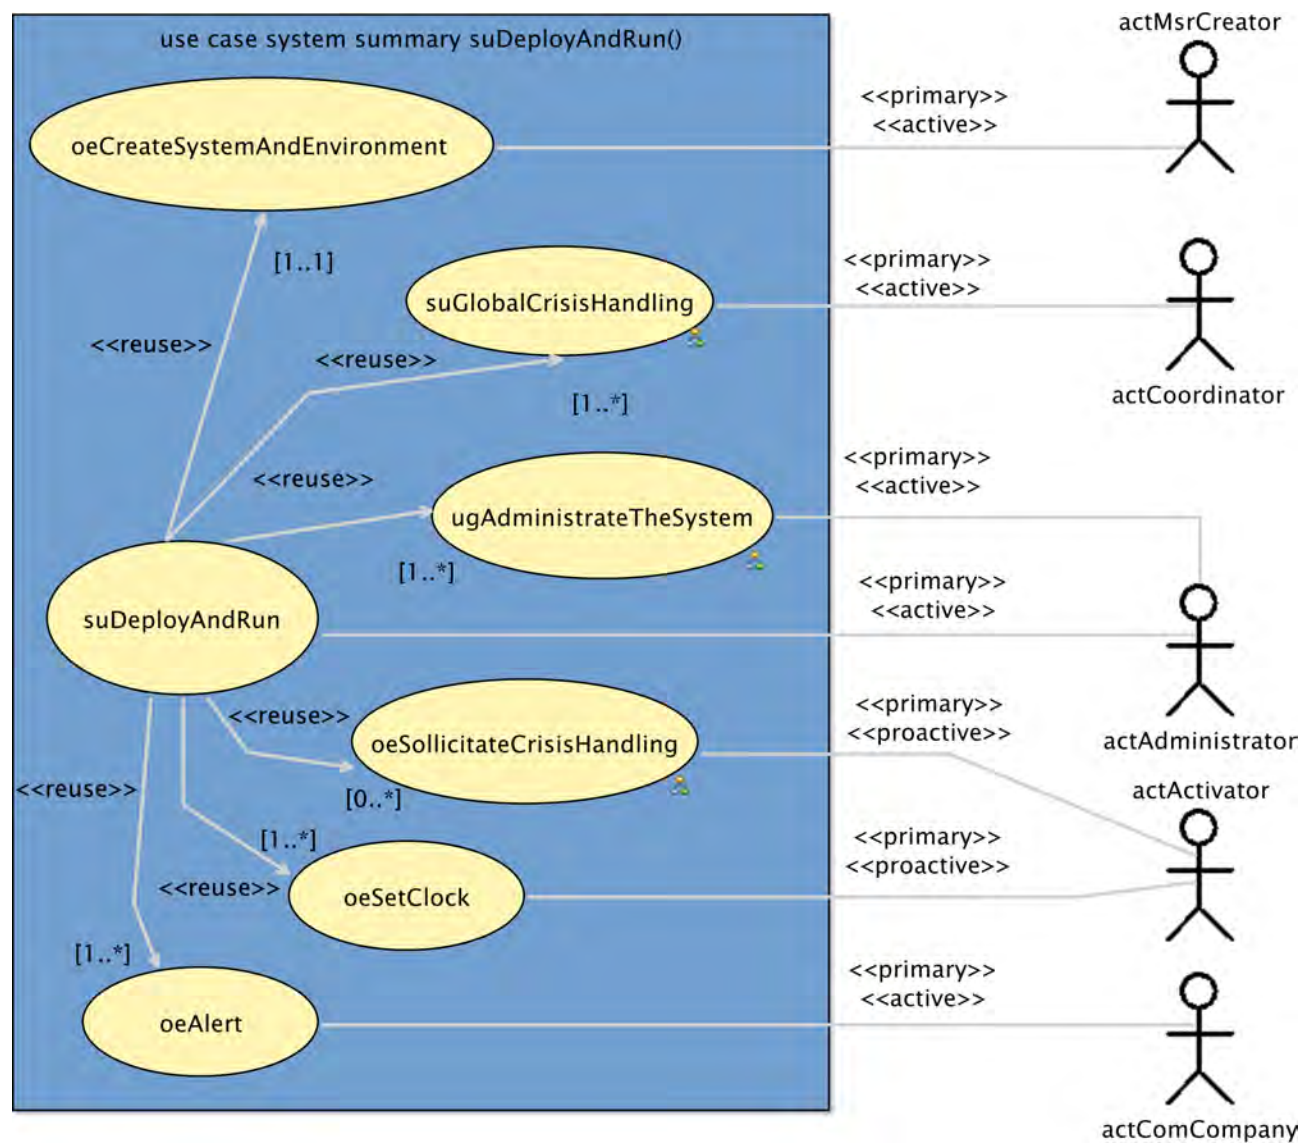 use case system summary suDeployAndRun()
actMsrCreator
<<primary>>
<<active>>
oeCreateSystemAndEnvironment
[1..1]
<<primary>>
<<active>>
suGlobalCrisisHandling
<<reuse>>
<<reuse>>
actCoordinator
[1..*]
<<primary>>
<<active>>
<<reuse>>
ugAdministrateTheSystem
[1..*]
<<primary>>
<<active>>
suDeployAndRun
<<primary>>
<<proactive>>
<<reuse>>
oeSollicitateCrisisHandling
actAdministrator
<<reuse>>
[0..*]
actActivator
[1..*]
<<primary>>
<<proactive>>
<<reuse>>
oeSetClock
[1..*]
<<primary>>
<<active>>
oeAlert
actComCompany